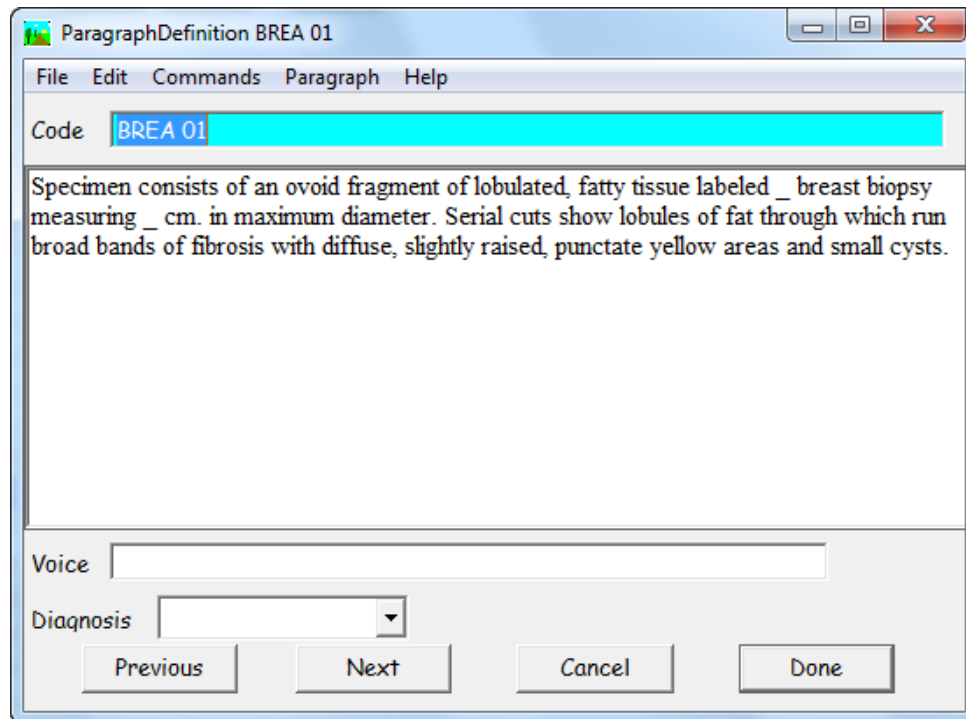 ParagraphDefinition BREA 01
File Edit Commands Paragraph Help
Code BREA 01
Specimen consists of an ovoid fragment of lobulated, fatty tissue labeled _ breast biopsy
measuring _ cm. in maximum diameter. Serial cuts show lobules of fat through which run
broad bands of fibrosis with diffuse, slightly raised, punctate yellow areas and small cysts.
Voice
Diagnosis
Previous Next Cancel Done